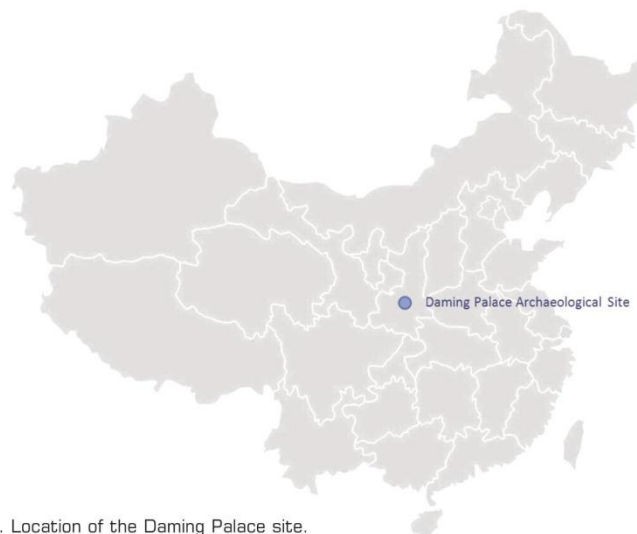 Daming Palace Archaeological Site
. Location of the Daming Palace site.